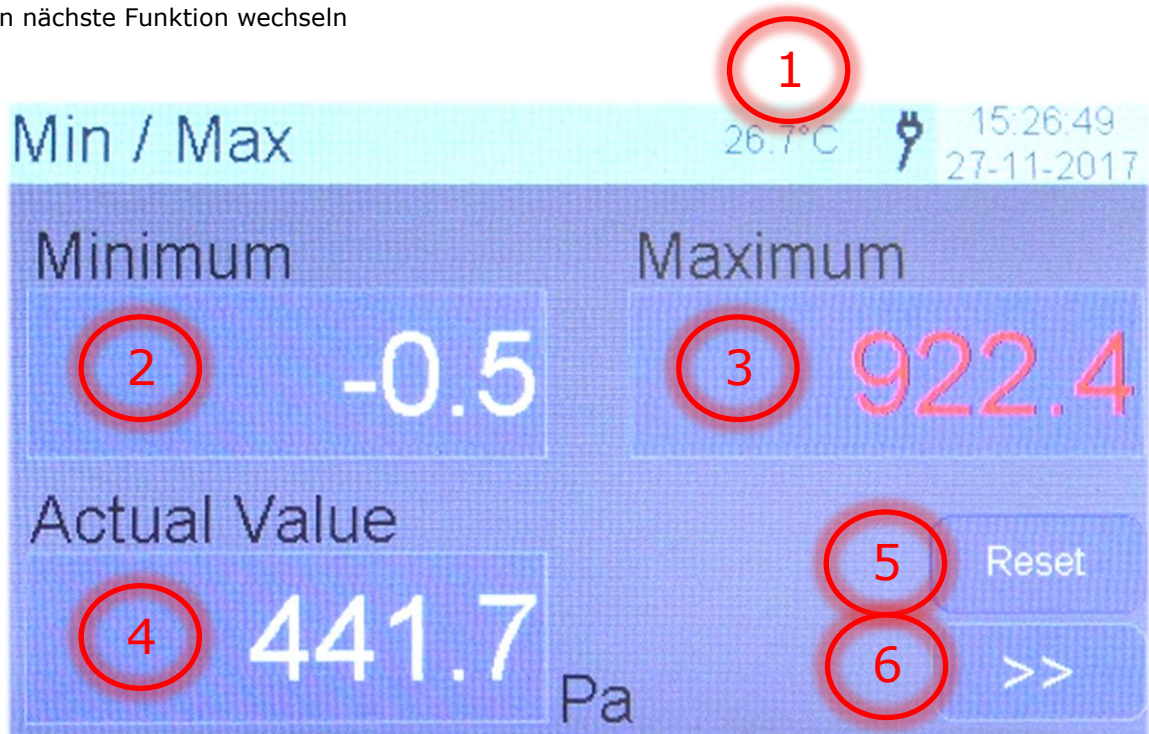 n nächste Funktion wechseln
1
Min / Max
26.7°C
15:26:49
27-11-2017
Minimum
Maximum
2
-0.5
3
922.4
Actual Value
5
Reset
4
441.7
Pa
6
>>